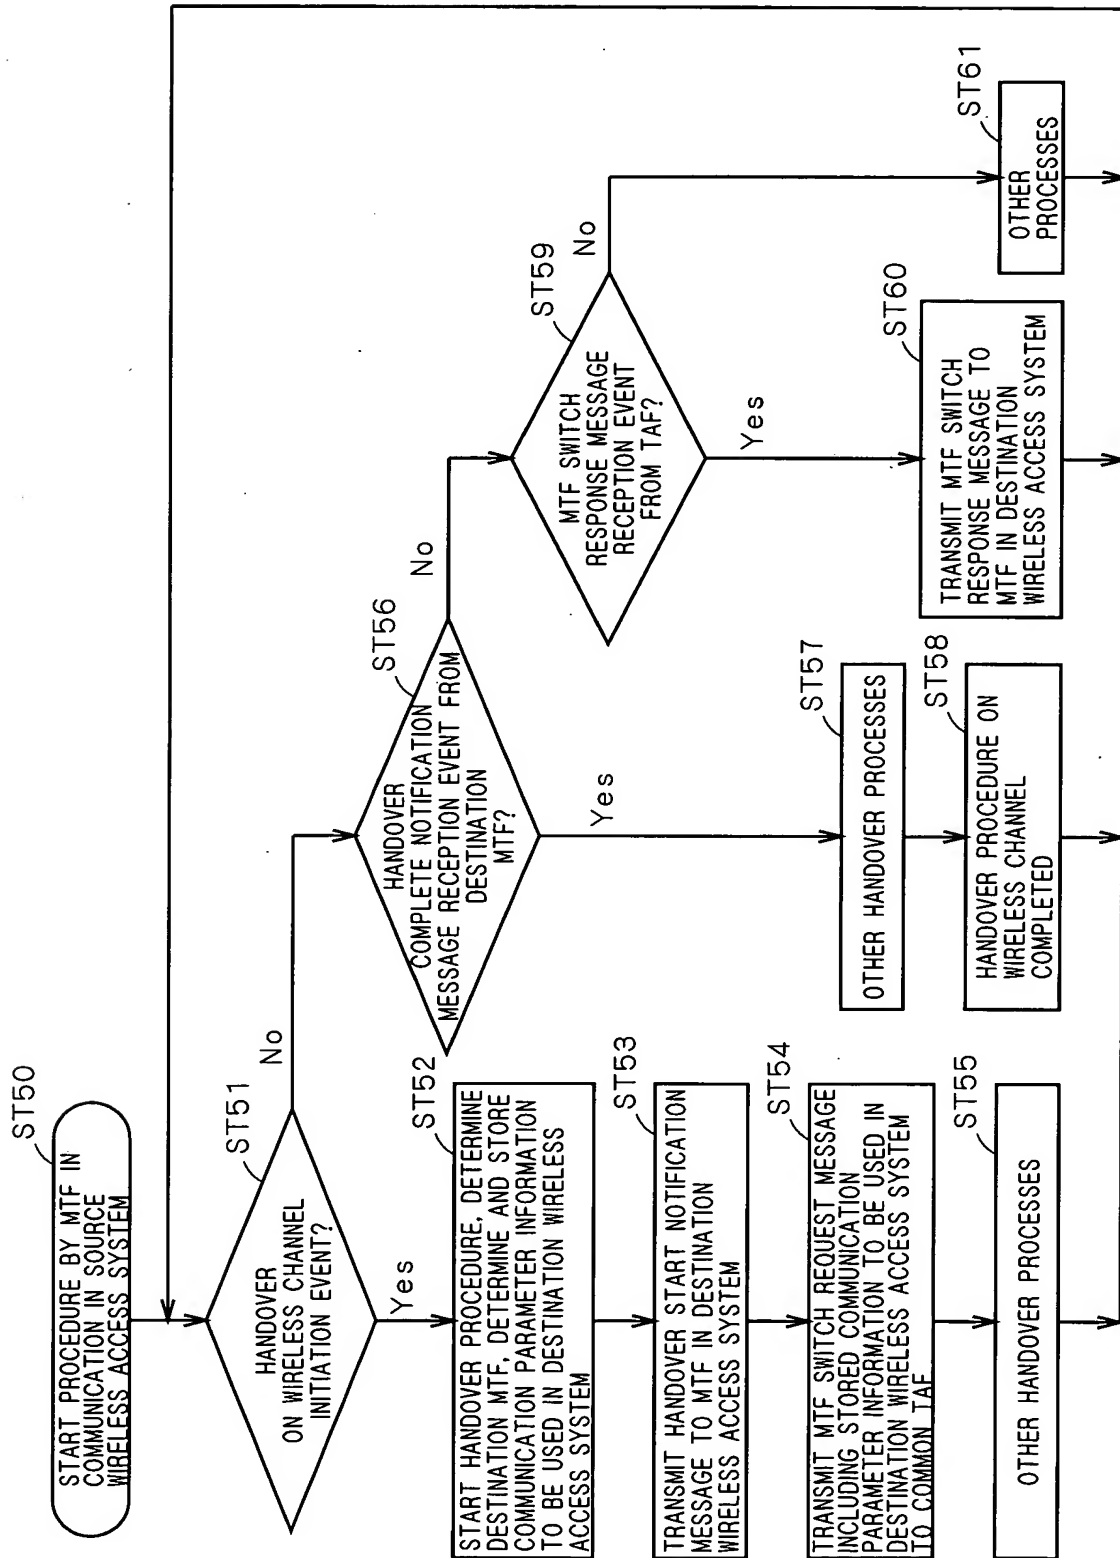 ST50
START PROCEDURE BY MTF IN
COMMUNICATION IN SOURCE
WIRELESS ACCESS SYSTEM
ST51
HANDOVER
ON WIRELESS CHANNEL
INITIATION EVENT?
No
Yes
ST52
START HANDOVER PROCEDURE, DETERMINE
DESTINATION MTF, DETERMINE AND STORE
COMMUNICATION PARAMETER INFORMATION
TO BE USED IN DESTINATION WIRELESS
ACCESS SYSTEM
ST53
TRANSMIT HANDOVER START NOTIFICATION
MESSAGE TO MTF IN DESTINATION
WIRELESS ACCESS SYSTEM
ST54
TRANSMIT MTF SWITCH REQUEST MESSAGE
INCLUDING STORED COMMUNICATION
PARAMETER INFORMATION TO BE USED IN
DESTINATION WIRELESS ACCESS SYSTEM
TO COMMON TAF
ST55
OTHER HANDOVER PROCESSES
ST56
HANDOVER
COMPLETE NOTIFICATION
MESSAGE RECEPTION EVENT FROM
DESTINATION
MTF?
No
Yes
ST57
OTHER HANDOVER PROCESSES
ST58
HANDOVER PROCEDURE ON
WIRELESS CHANNEL
COMPLETED
ST59
MTF SWITCH
RESPONSE MESSAGE
RECEPTION EVENT
FROM TAF?
No
Yes
ST60
TRANSMIT MTF SWITCH
RESPONSE MESSAGE TO
MTF IN DESTINATION
WIRELESS ACCESS SYSTEM
ST61
OTHER
PROCESSES